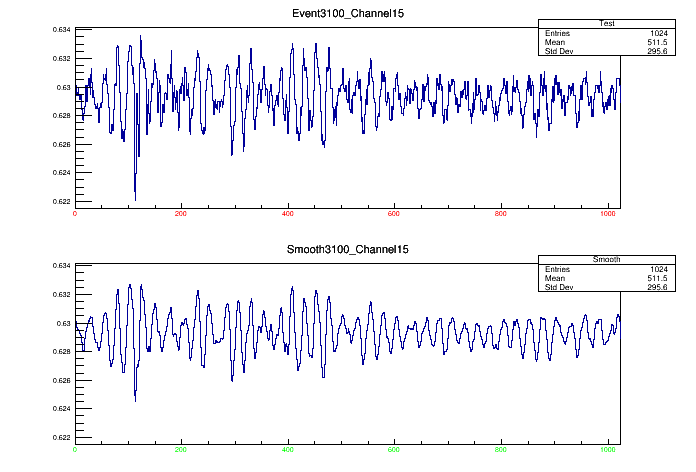 Event3100_Channel15
Test
Entries 1024
Mean 511.5
Std Dev 295.6
0.634
0.632
0.63
0.628
0.626
0.624
0.622
0 200 400 600 800 1000
Smooth3100_Channel15
Smooth
Entries 1024
Mean 511.5
Std Dev 295.6
0.634
0.632
0.63
0.628
0.626
0.624
0.622
0 200 400 600 800 1000